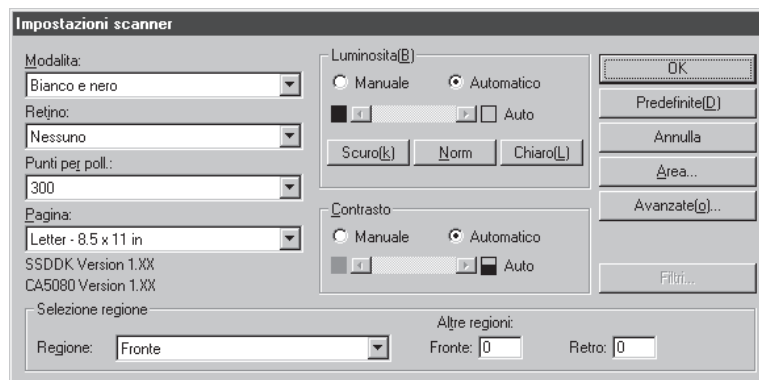 Impostazioni scanner
Modalita:
Bianco e nero
Retino:
Nessuno
Punti per poll.:
300
Pagina:
Letter - 8.5 x 11 in
SSDDK Version 1.XX
CA5080 Version 1.XX
Luminosita(B)
Manuale Automatico
Auto
Scuro(k) Norm Chiaro(L)
Contrasto
Manuale Automatico
Auto
OK
Predefinite(D)
Annulla
Area...
Avanzate(o)...
Filtri...
Selezione regione
Altre regioni:
Regione: Fronte Fronte: 0 Retro: 0